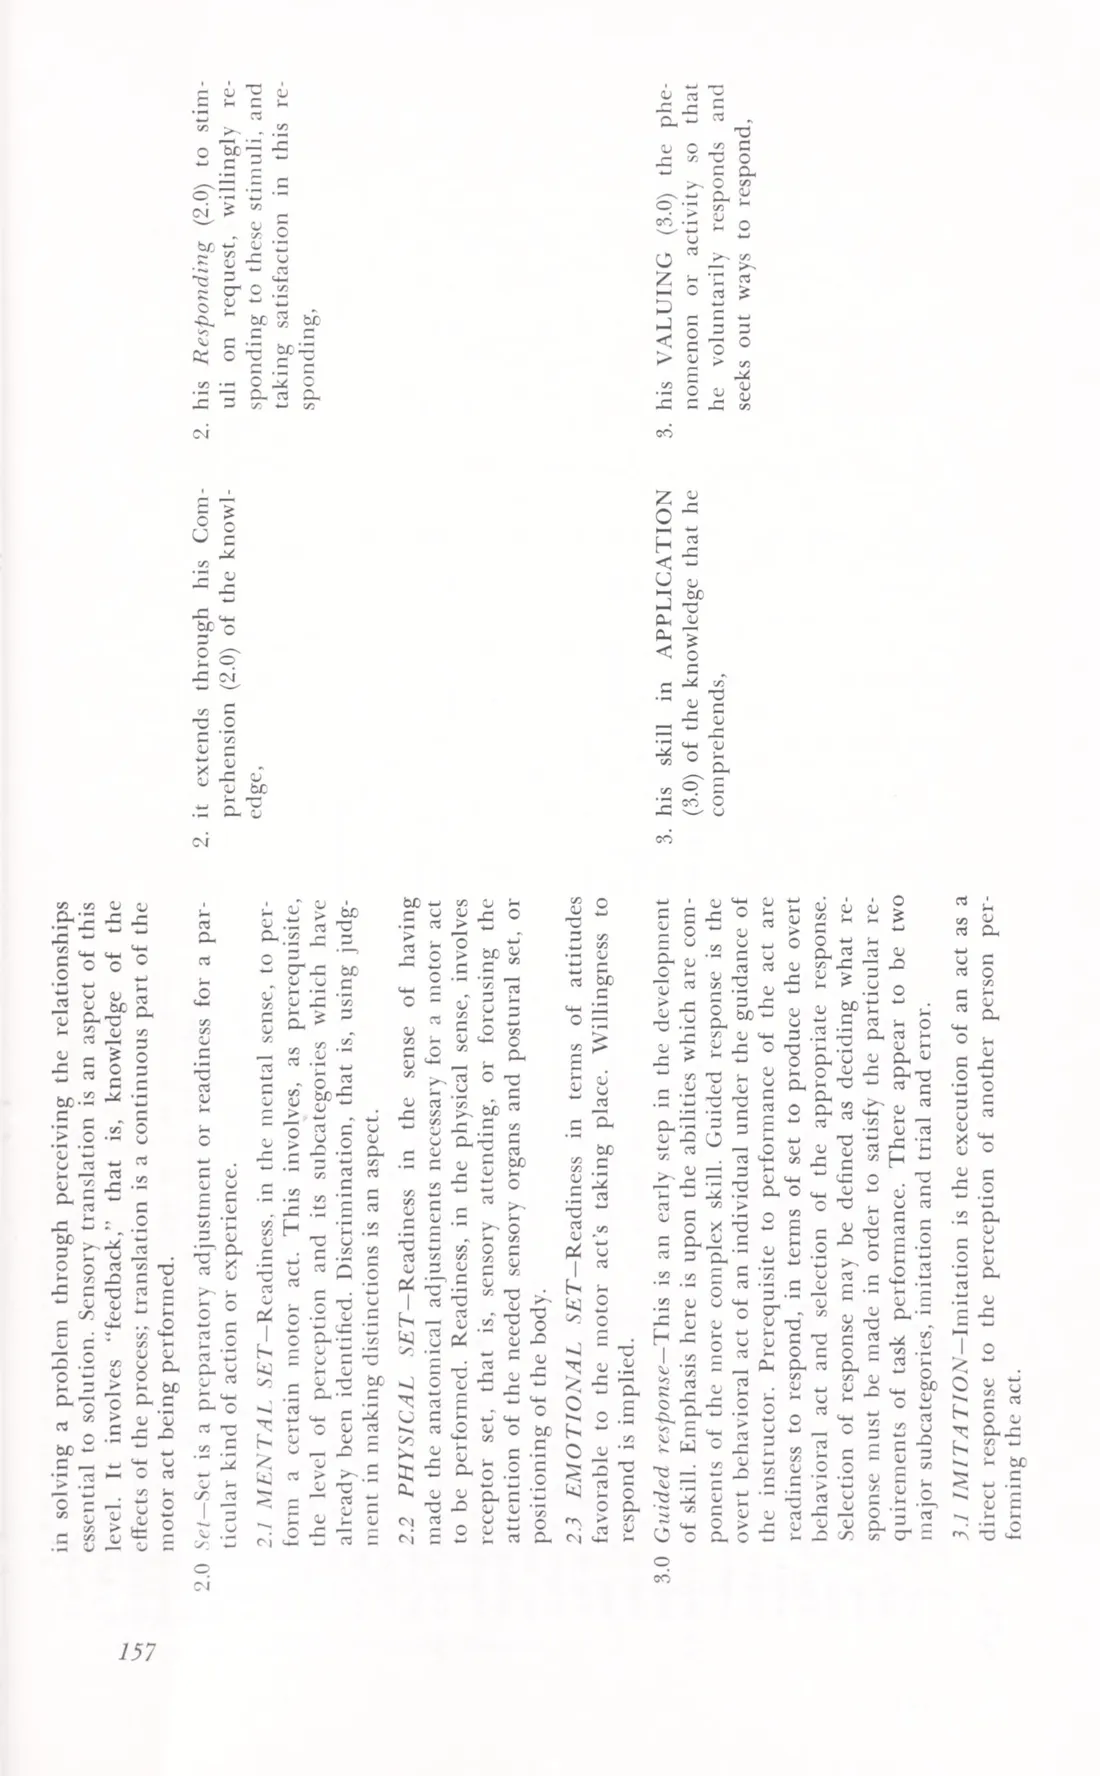 in solving a problem through perceiving the relationships
essential to solution. Sensory translation is an aspect of this
level. It involves “feedback,” that is, knowledge of the
effects of the process; translation is a continuous part of the
motor act being performed.
2.0 Set—Set is a preparatory adjustment or readiness for a par-
ticular kind of action or experience.
2.1 MENTAL SET—Readiness, in the mental sense, to per-
form a certain motor act. This involves, as prerequisite,
the level of perception and its subcategories which have
already been identified. Discrimination, that is, using judg-
ment in making distinctions is an aspect.
2.2 PHYSICAL SET—Readiness in the sense of having
made the anatomical adjustments necessary for a motor act
to be performed. Readiness, in the physical sense, involves
receptor set, that is, sensory attending, or forcusing the
attention of the needed sensory organs and postural set, or
positioning of the body.
2.3 EMOTIONAL SET—Readiness in terms of attitudes
favorable to the motor act’s taking place. Willingness to
respond is implied.
3.0 Guided response—This is an early step in the development
of skill. Emphasis here is upon the abilities which are com-
ponents of the more complex skill. Guided response is the
overt behavioral act of an individual under the guidance of
the instructor. Prerequisite to performance of the act are
readiness to respond, in terms of set to produce the overt
behavioral act and selection of the appropriate response.
Selection of response may be defined as deciding what re-
sponse must be made in order to satisfy the particular re-
quirements of task performance. There appear to be two
major subcategories, imitation and trial and error.
3.1 IMITATION—Imitation is the execution of an act as a
direct response to the perception of another person per-
forming the act.
2. it extends through his Com-
prehension (2.0) of the knowl-
edge,
3. his skill in APPLICATION
(3.0) of the knowledge that he
comprehends,
2. his Responding (2.0) to stim-
uli on request, willingly re-
sponding to these stimuli, and
taking satisfaction in this re-
sponding,
3. his VALUING (3.0) the phe-
nomenon or activity so that
he voluntarily responds and
seeks out ways to respond,
157